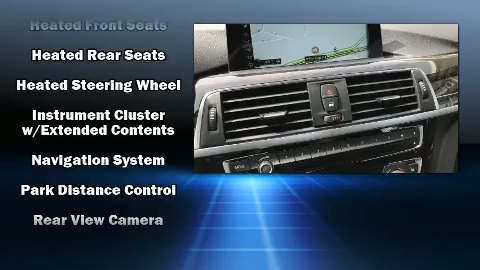 Heated Front Seats
Heated Rear Seats
Heated Steering Wheel
Instrument Cluster
w/Extended Contents
Navigation System
Park Distance Control
Rear View Camera